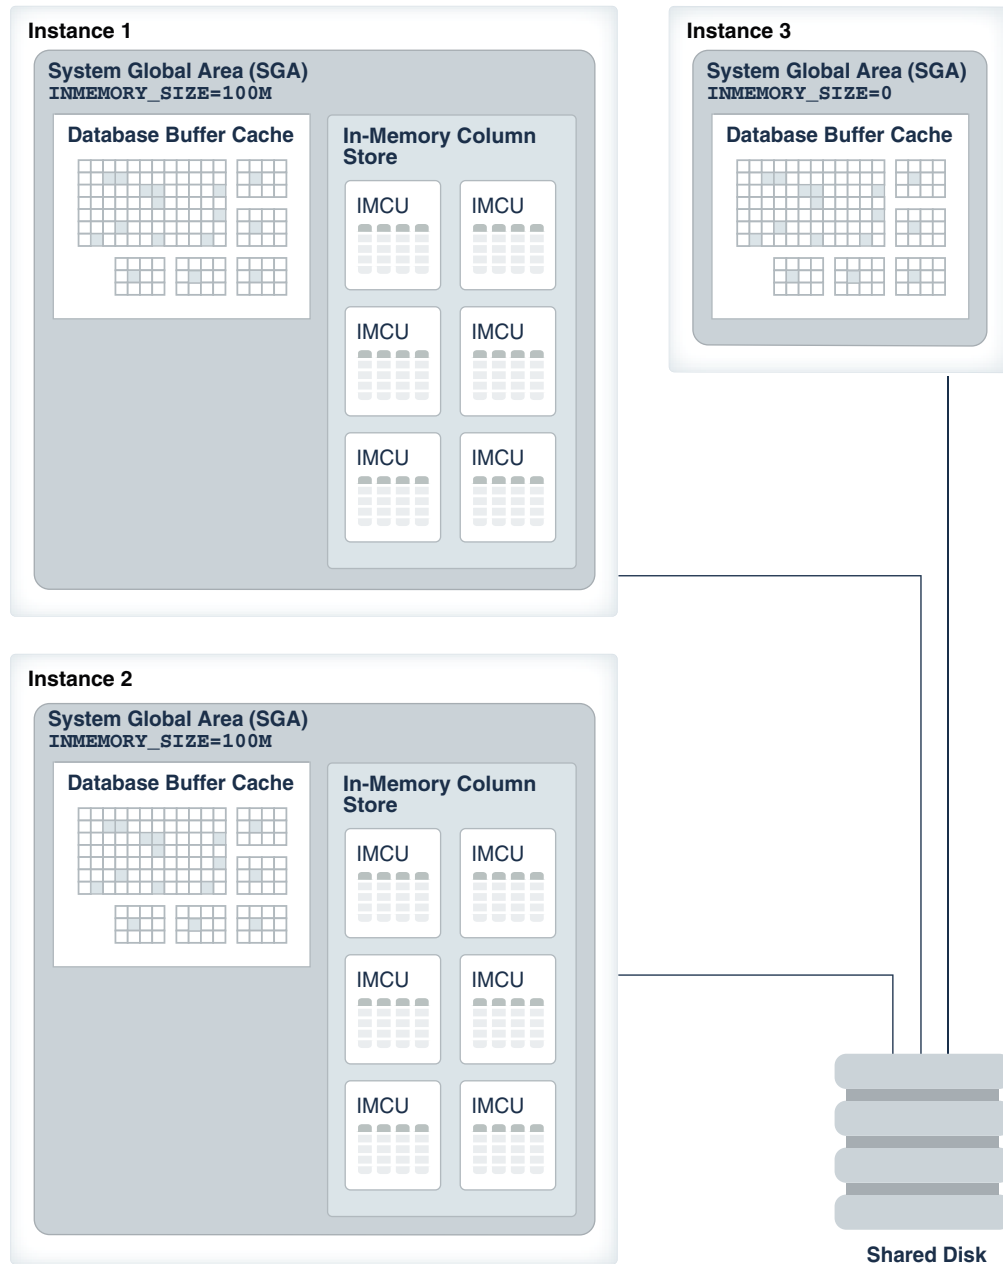 Instance 1
System Global Area (SGA)
INMEMORY_SIZE=100M
Database Buffer Cache
In-Memory Column
Store
IMCU
IMCU
IMCU
IMCU
IMCU
IMCU
Instance 3
System Global Area (SGA)
INMEMORY_SIZE=0
Database Buffer Cache
Instance 2
System Global Area (SGA)
INMEMORY_SIZE=100M
Database Buffer Cache
In-Memory Column
Store
IMCU
IMCU
IMCU
IMCU
IMCU
IMCU
Shared Disk